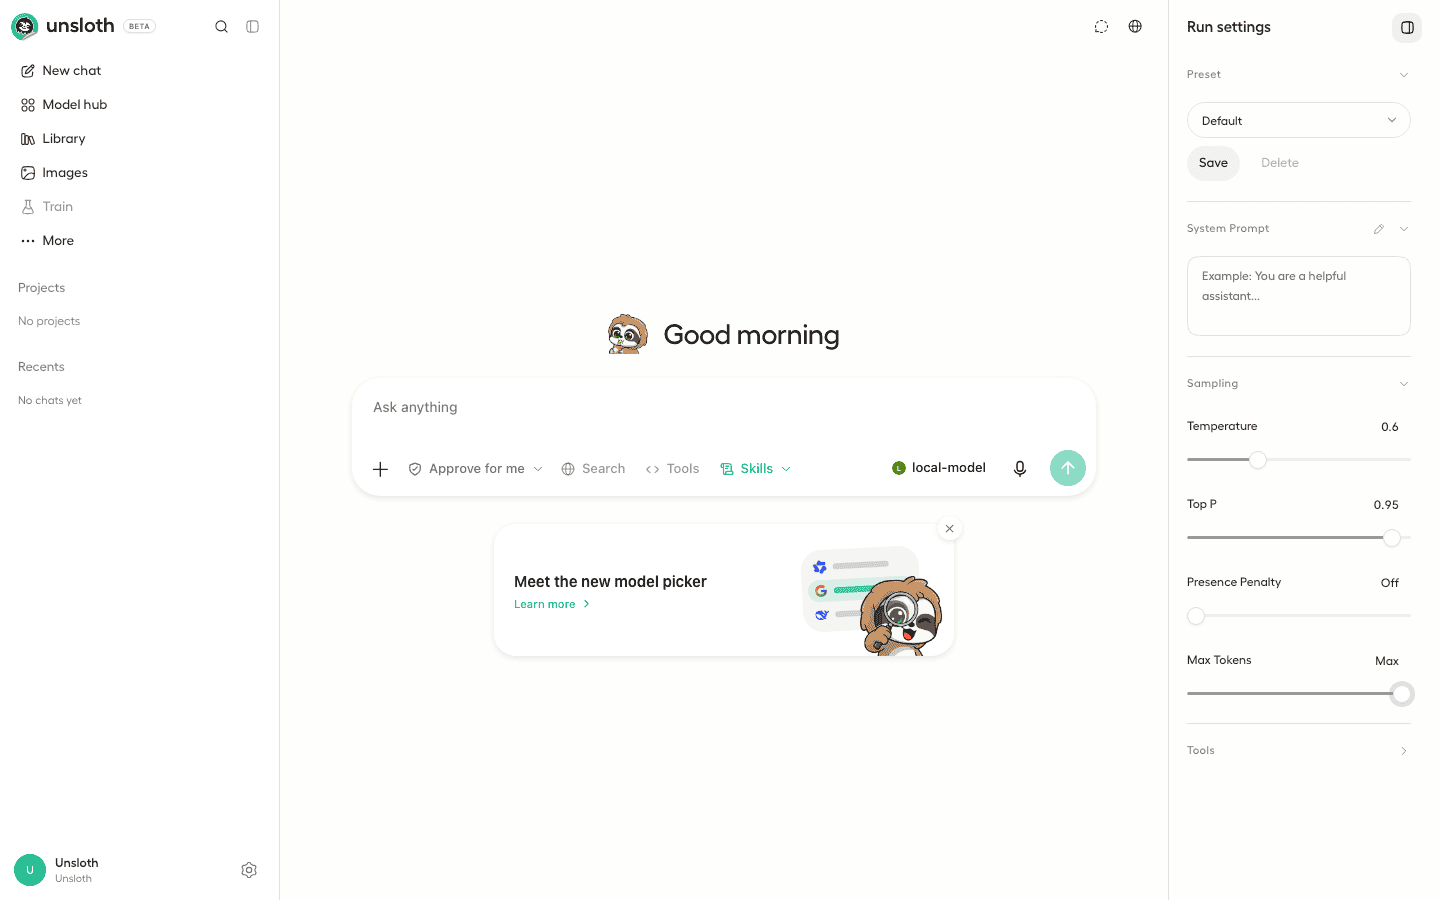 unsloth BETA
New chat
Model hub
Library
Images
Train
More
Projects
No projects
Recents
No chats yet
U
Unsloth
Unsloth
Good morning
Ask anything
Approve for me
Search
Tools
Skills
L
local-model
Meet the new model picker
Learn more
Run settings
Preset
Default
Save
Delete
System Prompt
Example: You are a helpful
assistant...
Sampling
Temperature 0.6
Top P 0.95
Presence Penalty Off
Max Tokens Max
Tools